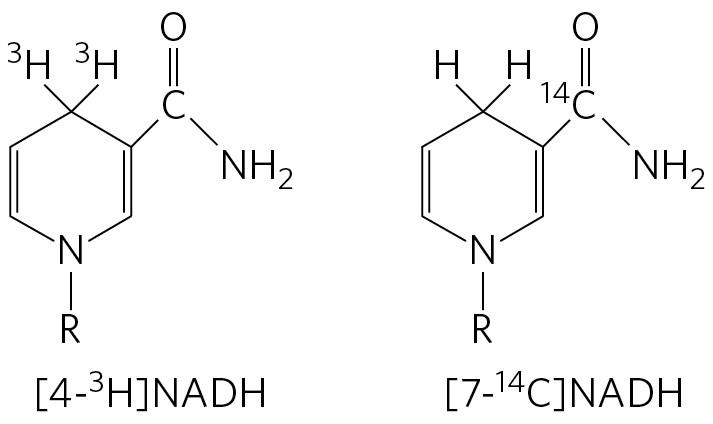 O O
³H ³H H H
C ¹⁴C
NH₂ NH₂
N N
R R
[4-³H]NADH [7-¹⁴C]NADH